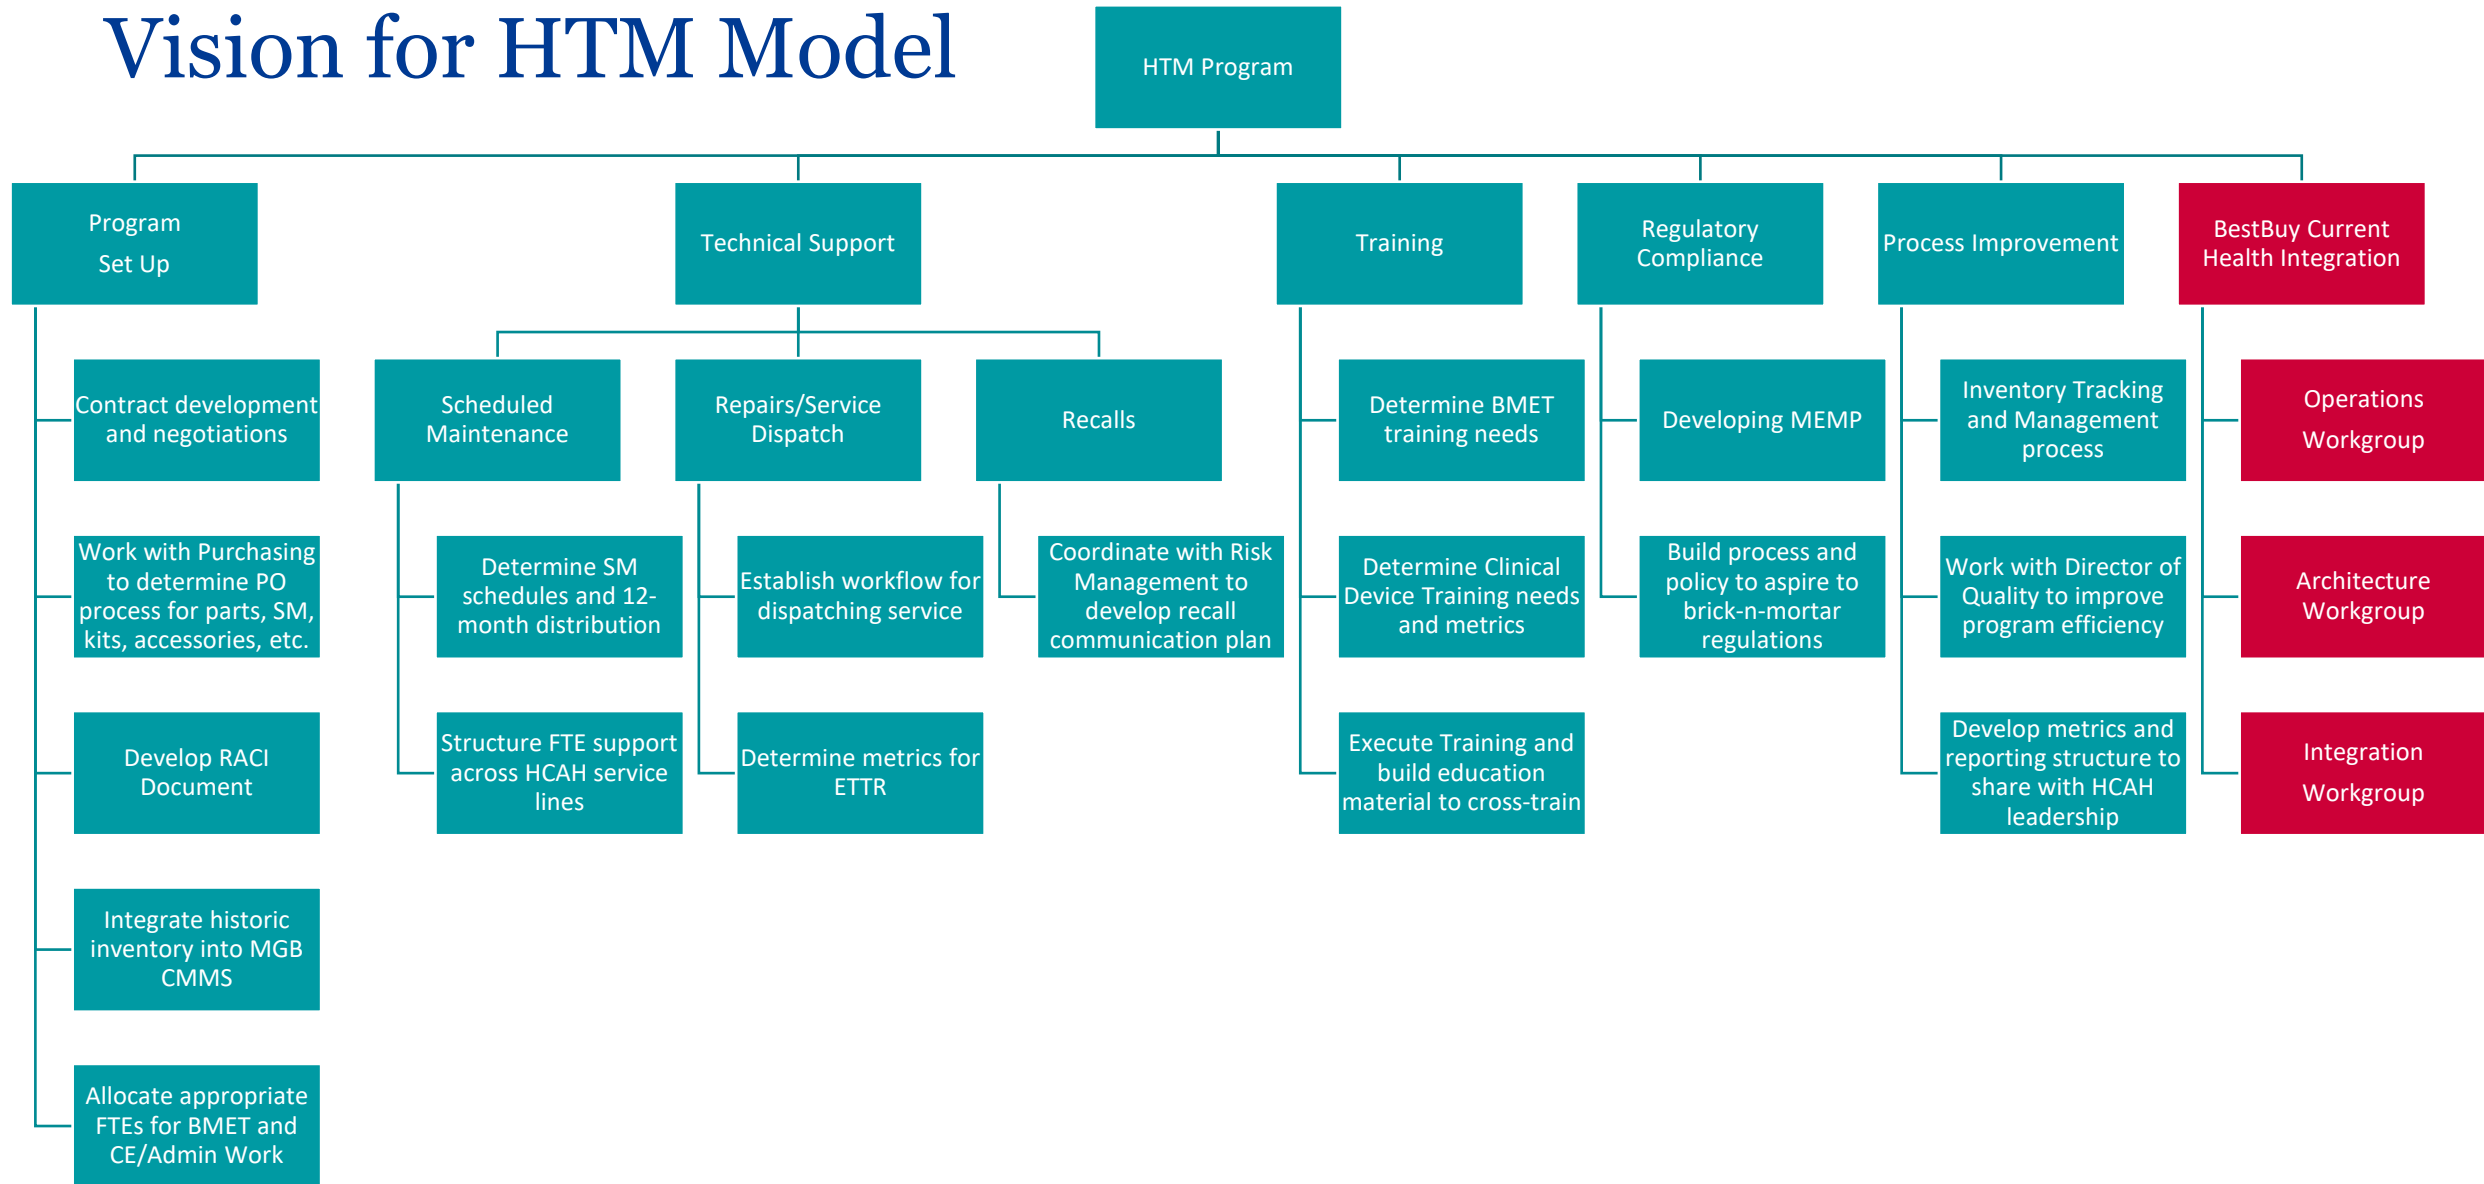 Vision for HTM Model
HTM Program
Program
Set Up
Technical Support
Training
Regulatory
Compliance
Process Improvement
BestBuy Current
Health Integration
Contract development
and negotiations
Work with Purchasing
to determine PO
process for parts, SM,
kits, accessories, etc.
Develop RACI
Document
Integrate historic
inventory into MGB
CMMS
Allocate appropriate
FTEs for BMET and
CE/Admin Work
Scheduled
Maintenance
Determine SM
schedules and 12-
month distribution
Structure FTE support
across HCAH service
lines
Repairs/Service
Dispatch
Establish workflow for
dispatching service
Determine metrics for
ETTR
Recalls
Coordinate with Risk
Management to
develop recall
communication plan
Determine BMET
training needs
Determine Clinical
Device Training needs
and metrics
Execute Training and
build education
material to cross-train
Developing MEMP
Build process and
policy to aspire to
brick-n-mortar
regulations
Inventory Tracking
and Management
process
Work with Director of
Quality to improve
program efficiency
Develop metrics and
reporting structure to
share with HCAH
leadership
Operations
Workgroup
Architecture
Workgroup
Integration
Workgroup